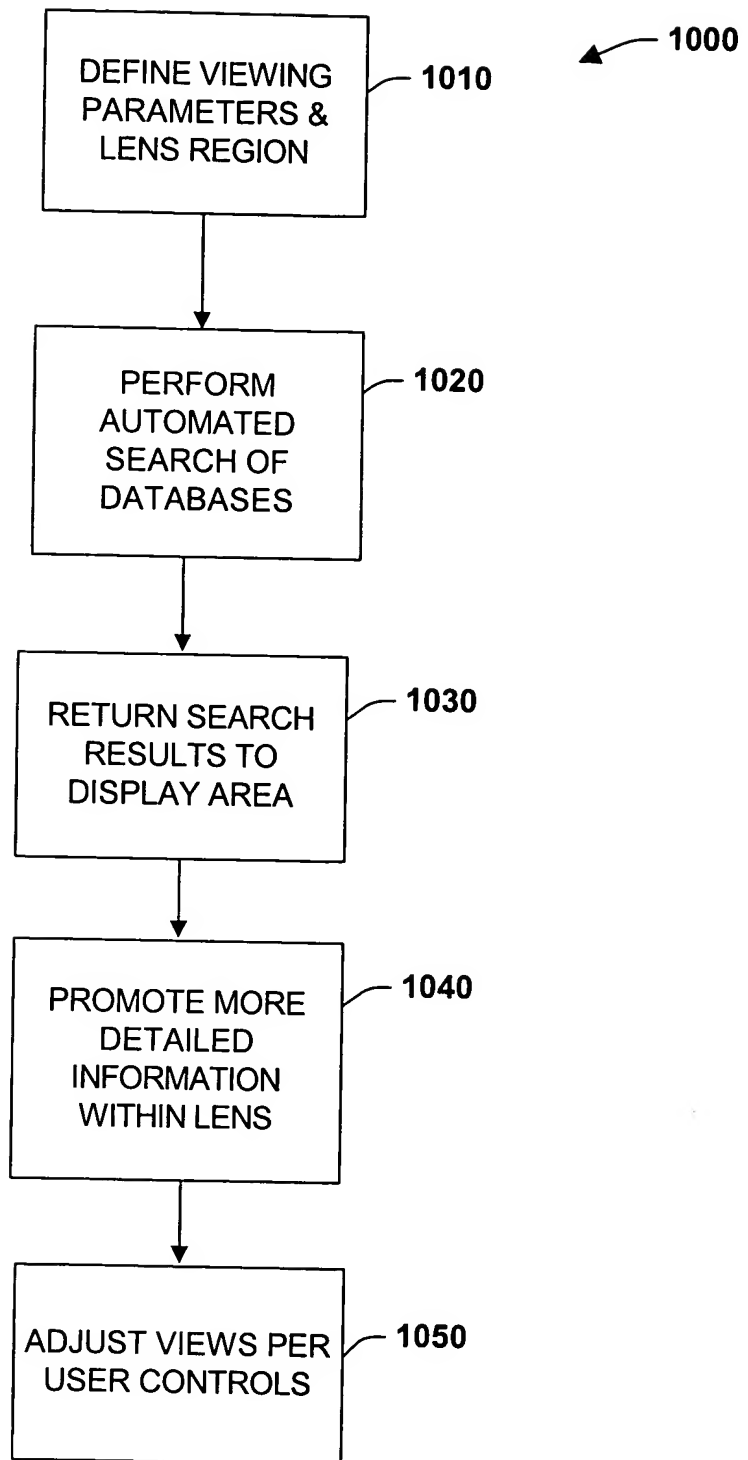 1000
DEFINE VIEWING
PARAMETERS &
LENS REGION
1010
PERFORM
AUTOMATED
SEARCH OF
DATABASES
1020
RETURN SEARCH
RESULTS TO
DISPLAY AREA
1030
PROMOTE MORE
DETAILED
INFORMATION
WITHIN LENS
1040
ADJUST VIEWS PER
USER CONTROLS
1050